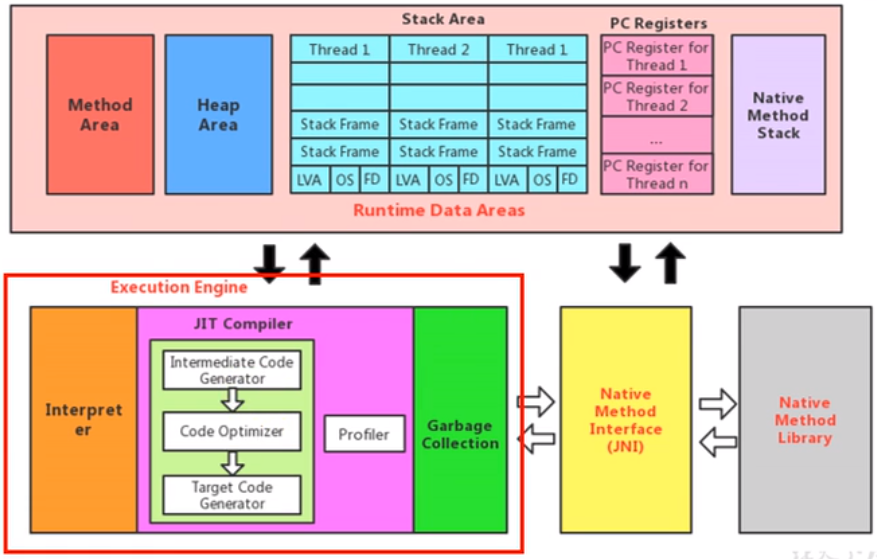 Stack Area
PC Registers
Method
Area
Heap
Area
Thread 1
Thread 2
Thread 1
Stack Frame
Stack Frame
Stack Frame
Stack Frame
Stack Frame
Stack Frame
LVA
OS
FD
LVA
OS
FD
LVA
OS
FD
PC Register for
Thread 1
PC Register for
Thread 2
...
PC Register for
Thread n
Native
Method
Stack
Runtime Data Areas
Execution Engine
Interpret
er
JIT Compiler
Intermediate Code
Generator
Code Optimizer
Target Code
Generator
Profiler
Garbage
Collection
Native
Method
Interface
(JNI)
Native
Method
Library